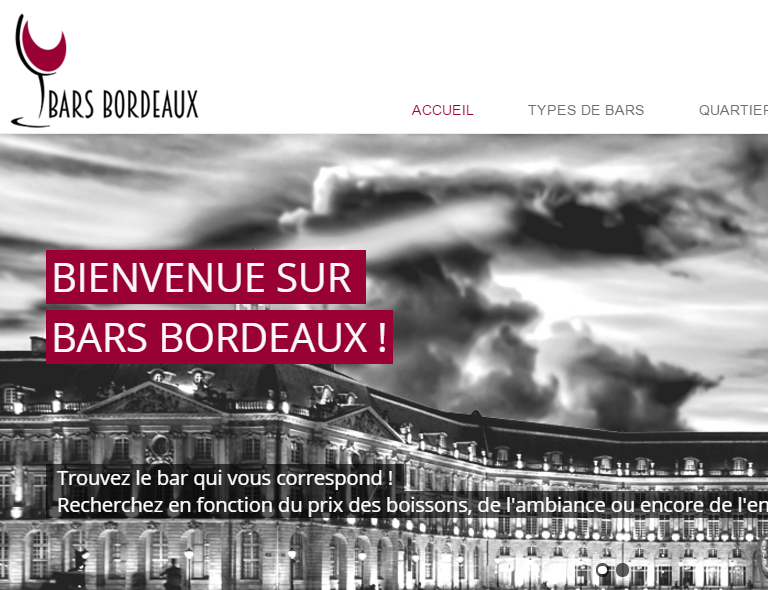 BARS BORDEAUX
ACCUEIL TYPES DE BARS QUARTIER
BIENVENUE SUR
BARS BORDEAUX !
Trouvez le bar qui vous correspond !
Recherchez en fonction du prix des boissons, de l'ambiance ou encore de l'en